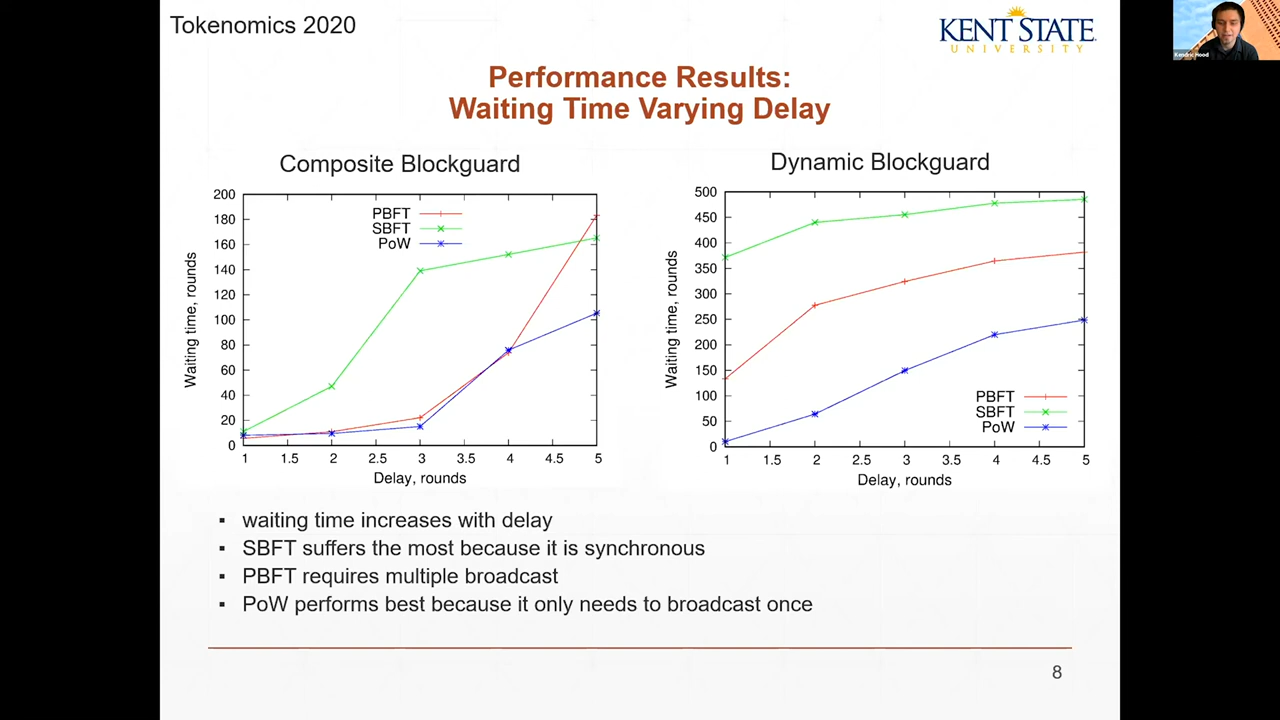 Tokenomics 2020
KENT STATE
UNIVERSITY
Kendric Hood
Performance Results:
Waiting Time Varying Delay
Composite Blockguard
200
180
160
140
120
100
80
60
40
20
0
Waiting time, rounds
PBFT
SBFT
PoW
1 1.5 2 2.5 3 3.5 4 4.5 5
Delay, rounds
Dynamic Blockguard
500
450
400
350
300
250
200
150
100
50
0
Waiting time, rounds
PBFT
SBFT
PoW
1 1.5 2 2.5 3 3.5 4 4.5 5
Delay, rounds
▪ waiting time increases with delay
▪ SBFT suffers the most because it is synchronous
▪ PBFT requires multiple broadcast
▪ PoW performs best because it only needs to broadcast once
8